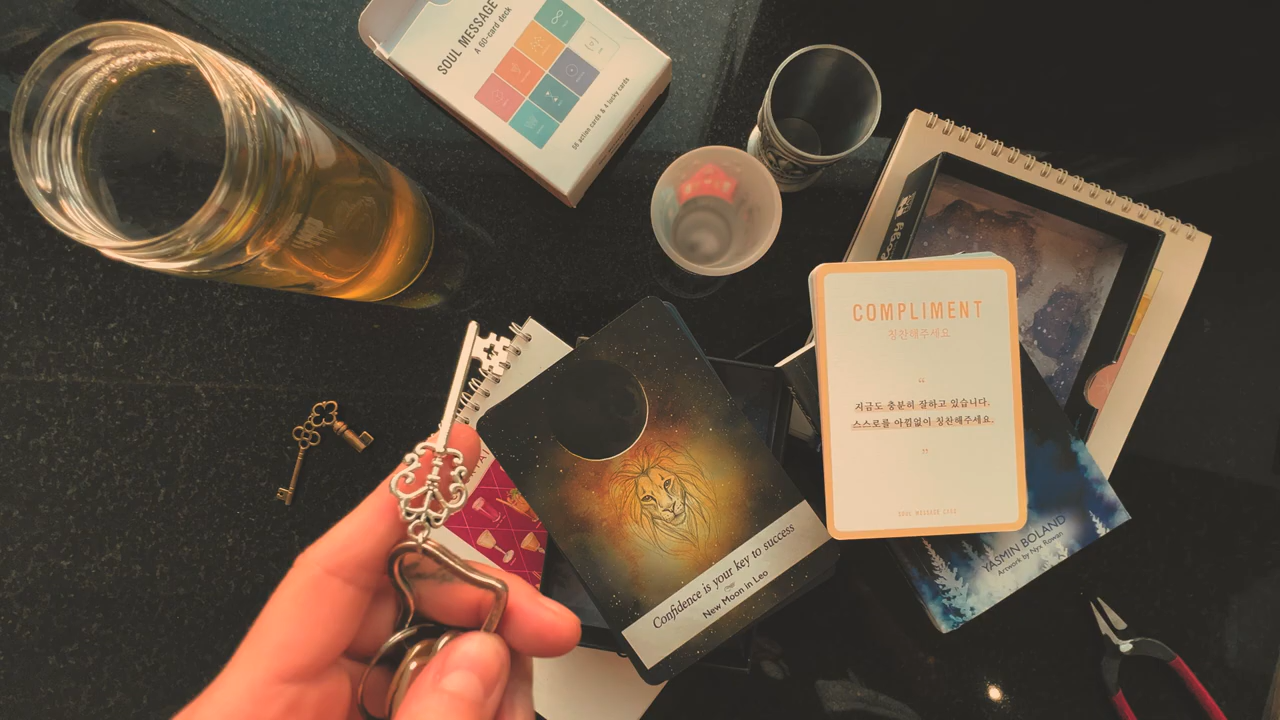 SOUL MESSAGE
A 60-card deck
56 action cards & 4 lucky cards
COMPLIMENT
칭찬해주세요
“
지금도 충분히 잘하고 있습니다.
스스로를 아낌없이 칭찬해주세요.
”
SOUL MESSAGE CARD
Confidence is your key to success
New Moon in Leo
YASMIN BOLAND
Artwork by Nyx Rowan